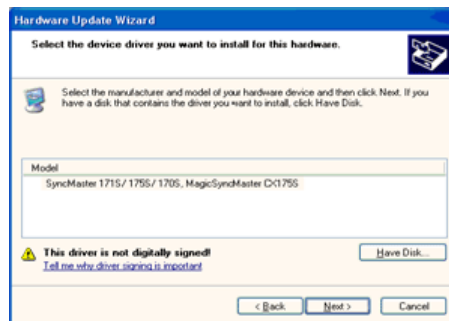 Hardware Update Wizard
Select the device driver you want to install for this hardware.
Select the manufacturer and model of your hardware device and then click Next. If you
have a disk that contains the driver you want to install, click Have Disk.
Model
SyncMaster 171S/ 175S/ 170S, MagicSyncMaster CX175S
This driver is not digitally signed!
Have Disk...
Tell me why driver signing is important
< Back
Next >
Cancel